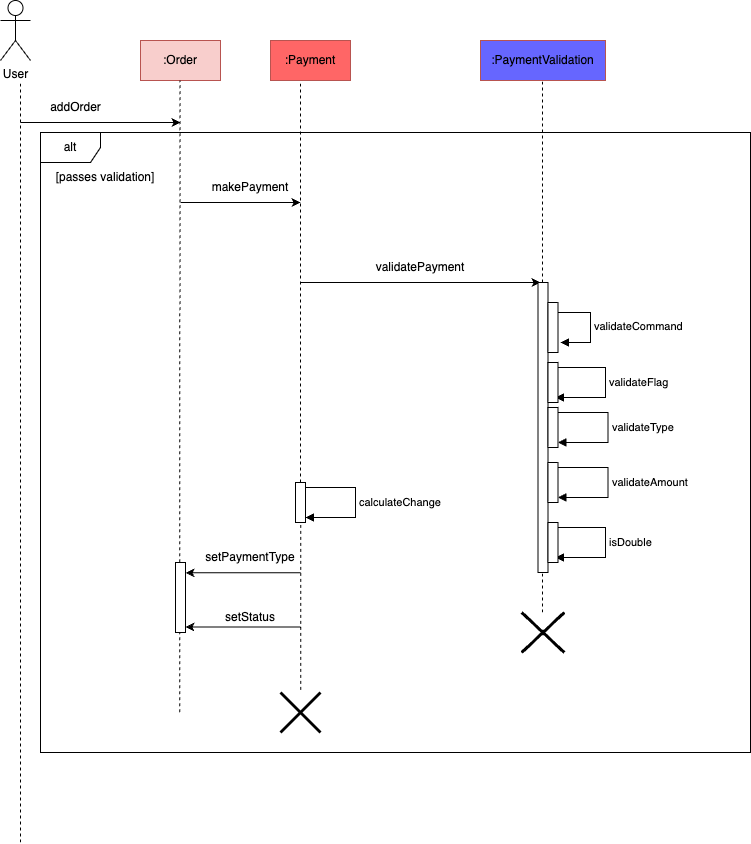 User
:Order
:Payment
:PaymentValidation
addOrder
alt
[passes validation]
makePayment
validatePayment
validateCommand
validateFlag
validateType
validateAmount
calculateChange
isDouble
setPaymentType
setStatus